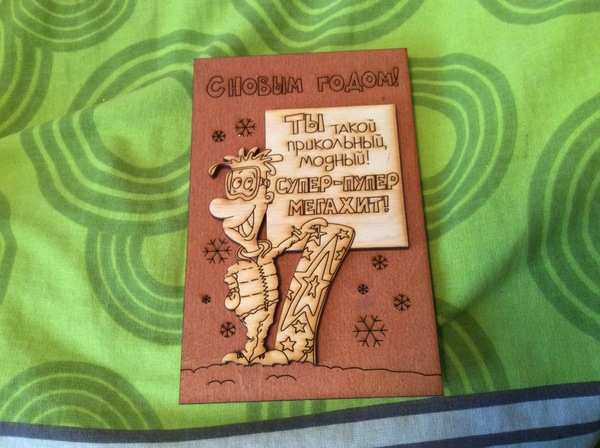 С НОВЫМ ГОДОМ!
ТЫ ТАКОЙ
ПРИКОЛЬНЫЙ,
МОДНЫЙ!
СУПЕР-ПУПЕР
МЕГАХИТ!